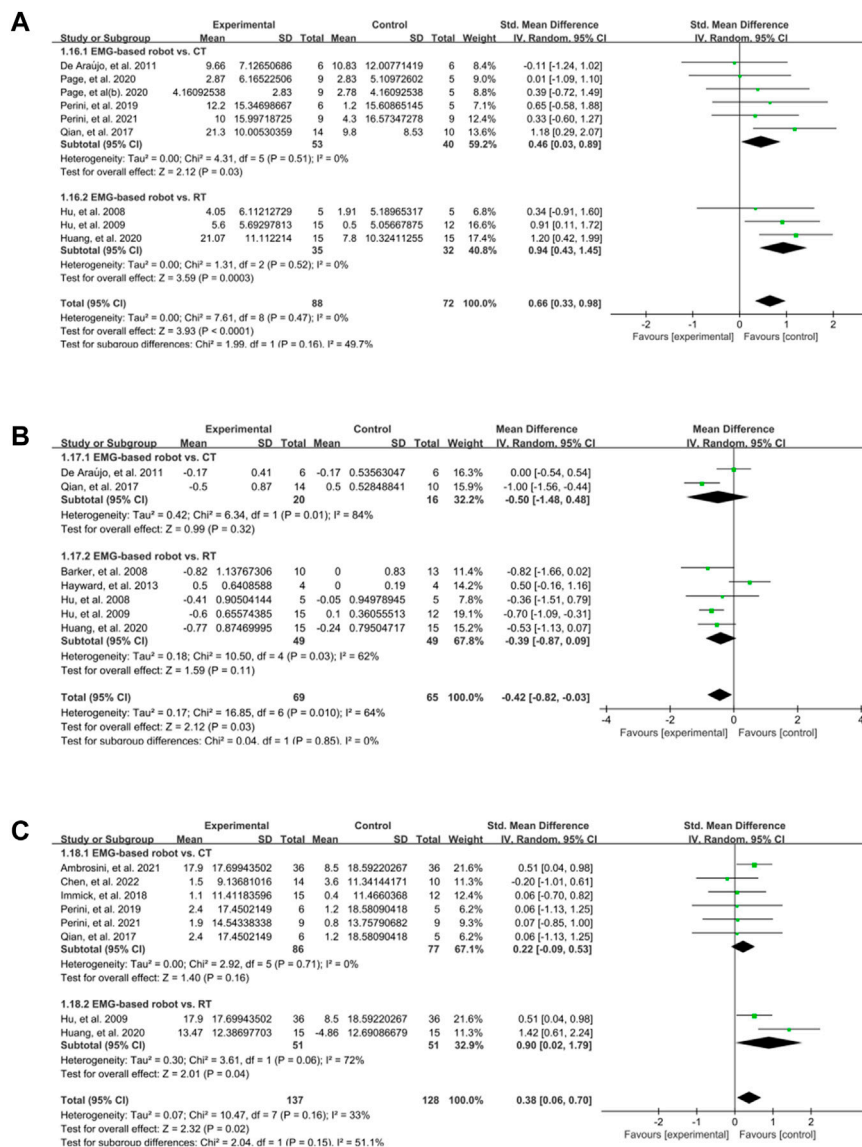 A
Experimental Control Std. Mean Difference Std. Mean Difference
Study or Subgroup Mean SD Total Mean SD Total Weight IV, Random, 95% CI IV, Random, 95% CI
1.16.1 EMG-based robot vs. CT
De Araújo, et al. 2011 9.66 7.12650686 6 10.83 12.00771419 6 8.4% -0.11 [-1.24, 1.02]
Page, et al. 2020 2.87 6.16522506 9 2.83 5.10972602 5 9.0% 0.01 [-1.09, 1.10]
Page, et al(b). 2020 4.16092538 2.83 9 2.78 4.16092538 5 8.7% 0.39 [-0.72, 1.49]
Perini, et al. 2019 12.2 15.34698667 6 1.2 15.60865145 5 7.1% 0.65 [-0.58, 1.88]
Perini, et al. 2021 10 15.99718725 9 4.3 16.57347278 9 12.4% 0.33 [-0.60, 1.27]
Qian, et al. 2017 21.3 10.00530359 14 9.8 8.53 10 13.6% 1.18 [0.29, 2.07]
Subtotal (95% CI) 53 40 59.2% 0.46 [0.03, 0.89]
Heterogeneity: Tau² = 0.00; Chi² = 4.31, df = 5 (P = 0.51); I² = 0%
Test for overall effect: Z = 2.12 (P = 0.03)
1.16.2 EMG-based robot vs. RT
Hu, et al. 2008 4.05 6.11212729 5 1.91 5.18965317 5 6.8% 0.34 [-0.91, 1.60]
Hu, et al. 2009 5.6 5.69297813 15 0.5 5.05667875 12 16.6% 0.91 [0.11, 1.72]
Huang, et al. 2020 21.07 11.112214 15 7.8 10.32411255 15 17.4% 1.20 [0.42, 1.99]
Subtotal (95% CI) 35 32 40.8% 0.94 [0.43, 1.45]
Heterogeneity: Tau² = 0.00; Chi² = 1.31, df = 2 (P = 0.52); I² = 0%
Test for overall effect: Z = 3.59 (P = 0.0003)
Total (95% CI) 88 72 100.0% 0.66 [0.33, 0.98]
Heterogeneity: Tau² = 0.00; Chi² = 7.61, df = 8 (P = 0.47); I² = 0%
Test for overall effect: Z = 3.93 (P < 0.0001)
Test for subgroup differences: Chi² = 1.99, df = 1 (P = 0.16), I² = 49.7%
-2 -1 0 1 2
Favours [experimental] Favours [control]
B
Experimental Control Mean Difference Mean Difference
Study or Subgroup Mean SD Total Mean SD Total Weight IV, Random, 95% CI IV, Random, 95% CI
1.17.1 EMG-based robot vs. CT
De Araújo, et al. 2011 -0.17 0.41 6 -0.17 0.53563047 6 16.3% 0.00 [-0.54, 0.54]
Qian, et al. 2017 -0.5 0.87 14 0.5 0.52848841 10 15.9% -1.00 [-1.56, -0.44]
Subtotal (95% CI) 20 16 32.2% -0.50 [-1.48, 0.48]
Heterogeneity: Tau² = 0.42; Chi² = 6.34, df = 1 (P = 0.01); I² = 84%
Test for overall effect: Z = 0.99 (P = 0.32)
1.17.2 EMG-based robot vs. RT
Barker, et al. 2008 -0.82 1.13767306 10 0 0.83 13 11.4% -0.82 [-1.66, 0.02]
Hayward, et al. 2013 0.5 0.6408588 4 0 0.19 4 14.4% 0.50 [-0.16, 1.16]
Hu, et al. 2008 -0.41 0.90504144 5 -0.05 0.94978945 5 7.8% -0.36 [-1.51, 0.79]
Hu, et al. 2009 -0.6 0.65574385 15 0.1 0.36055513 12 19.1% -0.70 [-1.09, -0.31]
Huang, et al. 2020 -0.77 0.87469995 15 -0.24 0.79504717 15 15.2% -0.53 [-1.13, 0.07]
Subtotal (95% CI) 49 49 67.8% -0.39 [-0.87, 0.09]
Heterogeneity: Tau² = 0.18; Chi² = 10.50, df = 4 (P = 0.03); I² = 62%
Test for overall effect: Z = 1.59 (P = 0.11)
Total (95% CI) 69 65 100.0% -0.42 [-0.82, -0.03]
Heterogeneity: Tau² = 0.17; Chi² = 16.85, df = 6 (P = 0.010); I² = 64%
Test for overall effect: Z = 2.12 (P = 0.03)
Test for subgroup differences: Chi² = 0.04, df = 1 (P = 0.85), I² = 0%
-4 -2 0 2 4
Favours [experimental] Favours [control]
C
Experimental Control Std. Mean Difference Std. Mean Difference
Study or Subgroup Mean SD Total Mean SD Total Weight IV, Random, 95% CI IV, Random, 95% CI
1.18.1 EMG-based robot vs. CT
Ambrosini, et al. 2021 17.9 17.69943502 36 8.5 18.59220267 36 21.6% 0.51 [0.04, 0.98]
Chen, et al. 2022 1.5 9.13681016 14 3.6 11.34144171 10 11.3% -0.20 [-1.01, 0.61]
Immick, et al. 2018 1.1 11.41183596 15 0.4 11.4660368 12 12.6% 0.06 [-0.70, 0.82]
Perini, et al. 2019 2.4 17.4502149 6 1.2 18.58090418 5 6.6% 0.06 [-1.13, 1.25]
Perini, et al. 2021 1.9 14.54338338 9 0.8 13.75790682 9 9.3% 0.07 [-0.85, 1.00]
Qian, et al. 2017 2.4 17.4502149 6 1.2 18.58090418 5 6.6% 0.06 [-1.13, 1.25]
Subtotal (95% CI) 86 77 67.1% 0.22 [-0.09, 0.53]
Heterogeneity: Tau² = 0.00; Chi² = 2.92, df = 5 (P = 0.71); I² = 0%
Test for overall effect: Z = 1.40 (P = 0.16)
1.18.2 EMG-based robot vs. RT
Hu, et al. 2009 17.9 17.69943502 36 8.5 18.59220267 36 21.6% 0.51 [0.04, 0.98]
Huang, et al. 2020 13.47 12.38697703 15 -4.86 12.69086679 15 11.3% 1.42 [0.61, 2.24]
Subtotal (95% CI) 51 51 32.9% 0.90 [0.02, 1.79]
Heterogeneity: Tau² = 0.30; Chi² = 3.61, df = 1 (P = 0.06); I² = 72%
Test for overall effect: Z = 2.01 (P = 0.04)
Total (95% CI) 137 128 100.0% 0.38 [0.06, 0.70]
Heterogeneity: Tau² = 0.07; Chi² = 10.47, df = 7 (P = 0.16); I² = 33%
Test for overall effect: Z = 2.32 (P = 0.02)
Test for subgroup differences: Chi² = 2.04, df = 1 (P = 0.15), I² = 51.1%
-4 -2 0 2 4
Favours [experimental] Favours [control]